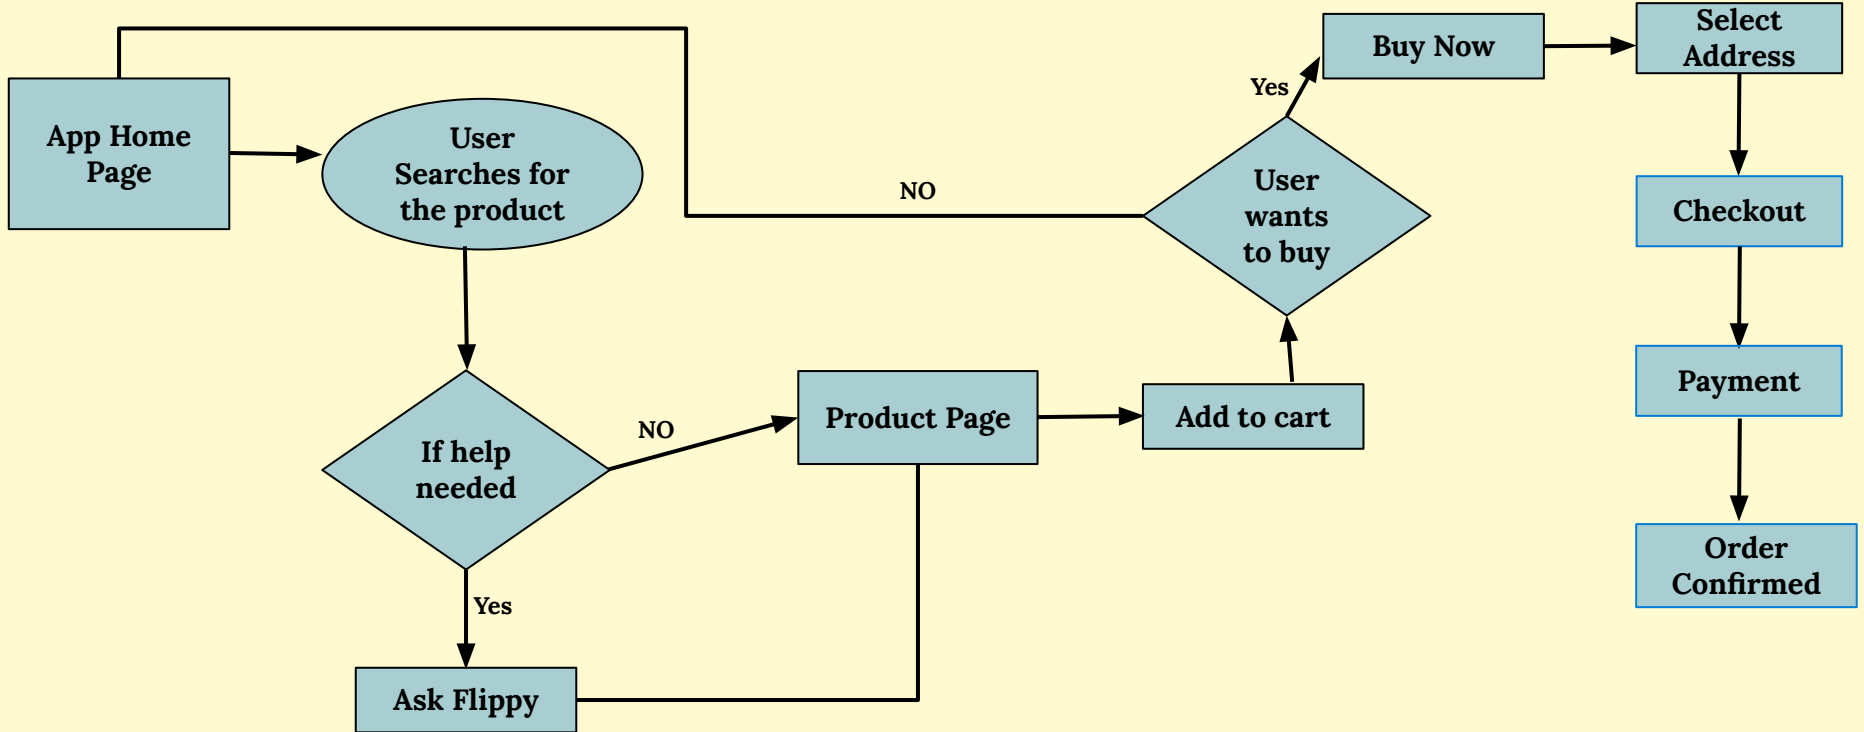 App Home
Page
User
Searches for
the product
If help
needed
Yes
Ask Flippy
NO
Product Page
Add to cart
User
wants
to buy
NO
Yes
Buy Now
Select
Address
Checkout
Payment
Order
Confirmed